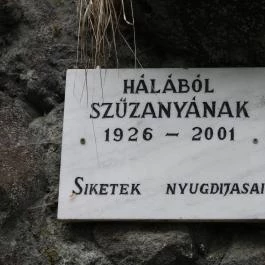 HÁLÁBÓL
SZŰZANYÁNAK
1926 – 2001
SIKETEK NYUGDIJASAI